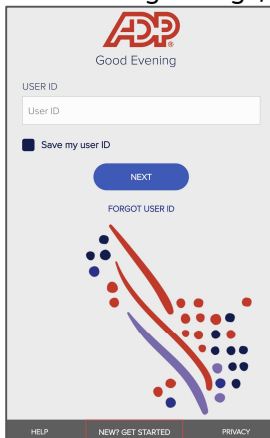 ADP
Good Evening
USER ID
User ID
Save my user ID
NEXT
FORGOT USER ID
HELP NEW? GET STARTED PRIVACY